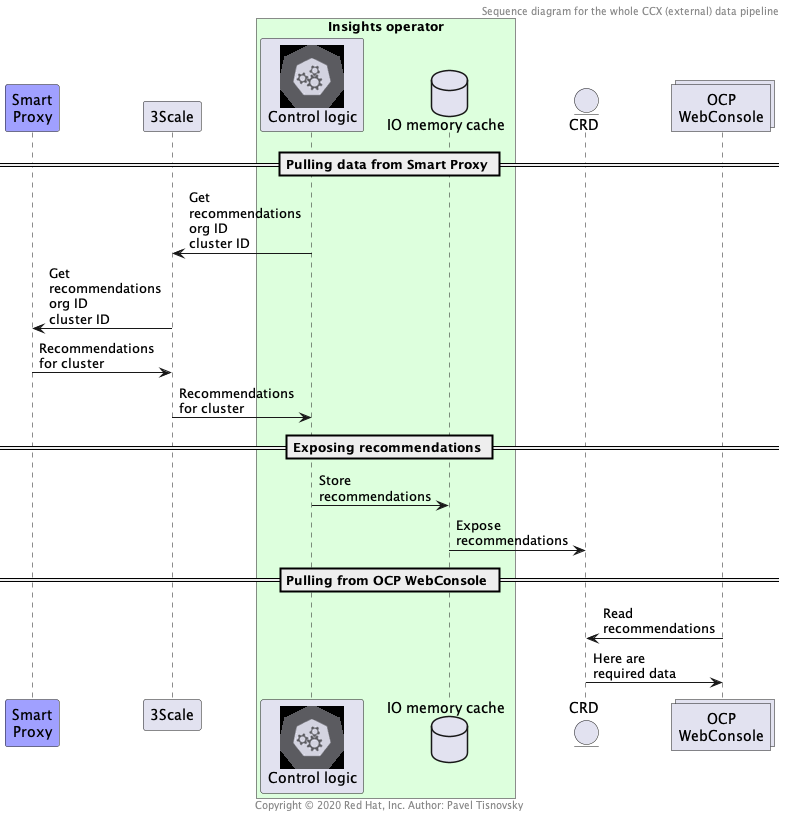 Sequence diagram for the whole CCX (external) data pipeline
Insights operator
Smart
Proxy
3Scale
Control logic
IO memory cache
CRD
OCP
WebConsole
Pulling data from Smart Proxy
Get
recommendations
org ID
cluster ID
Get
recommendations
org ID
cluster ID
Recommendations
for cluster
Recommendations
for cluster
Exposing recommendations
Store
recommendations
Expose
recommendations
Pulling from OCP WebConsole
Read
recommendations
Here are
required data
Smart
Proxy
3Scale
Control logic
IO memory cache
CRD
OCP
WebConsole
Copyright © 2020 Red Hat, Inc. Author: Pavel Tisnovsky